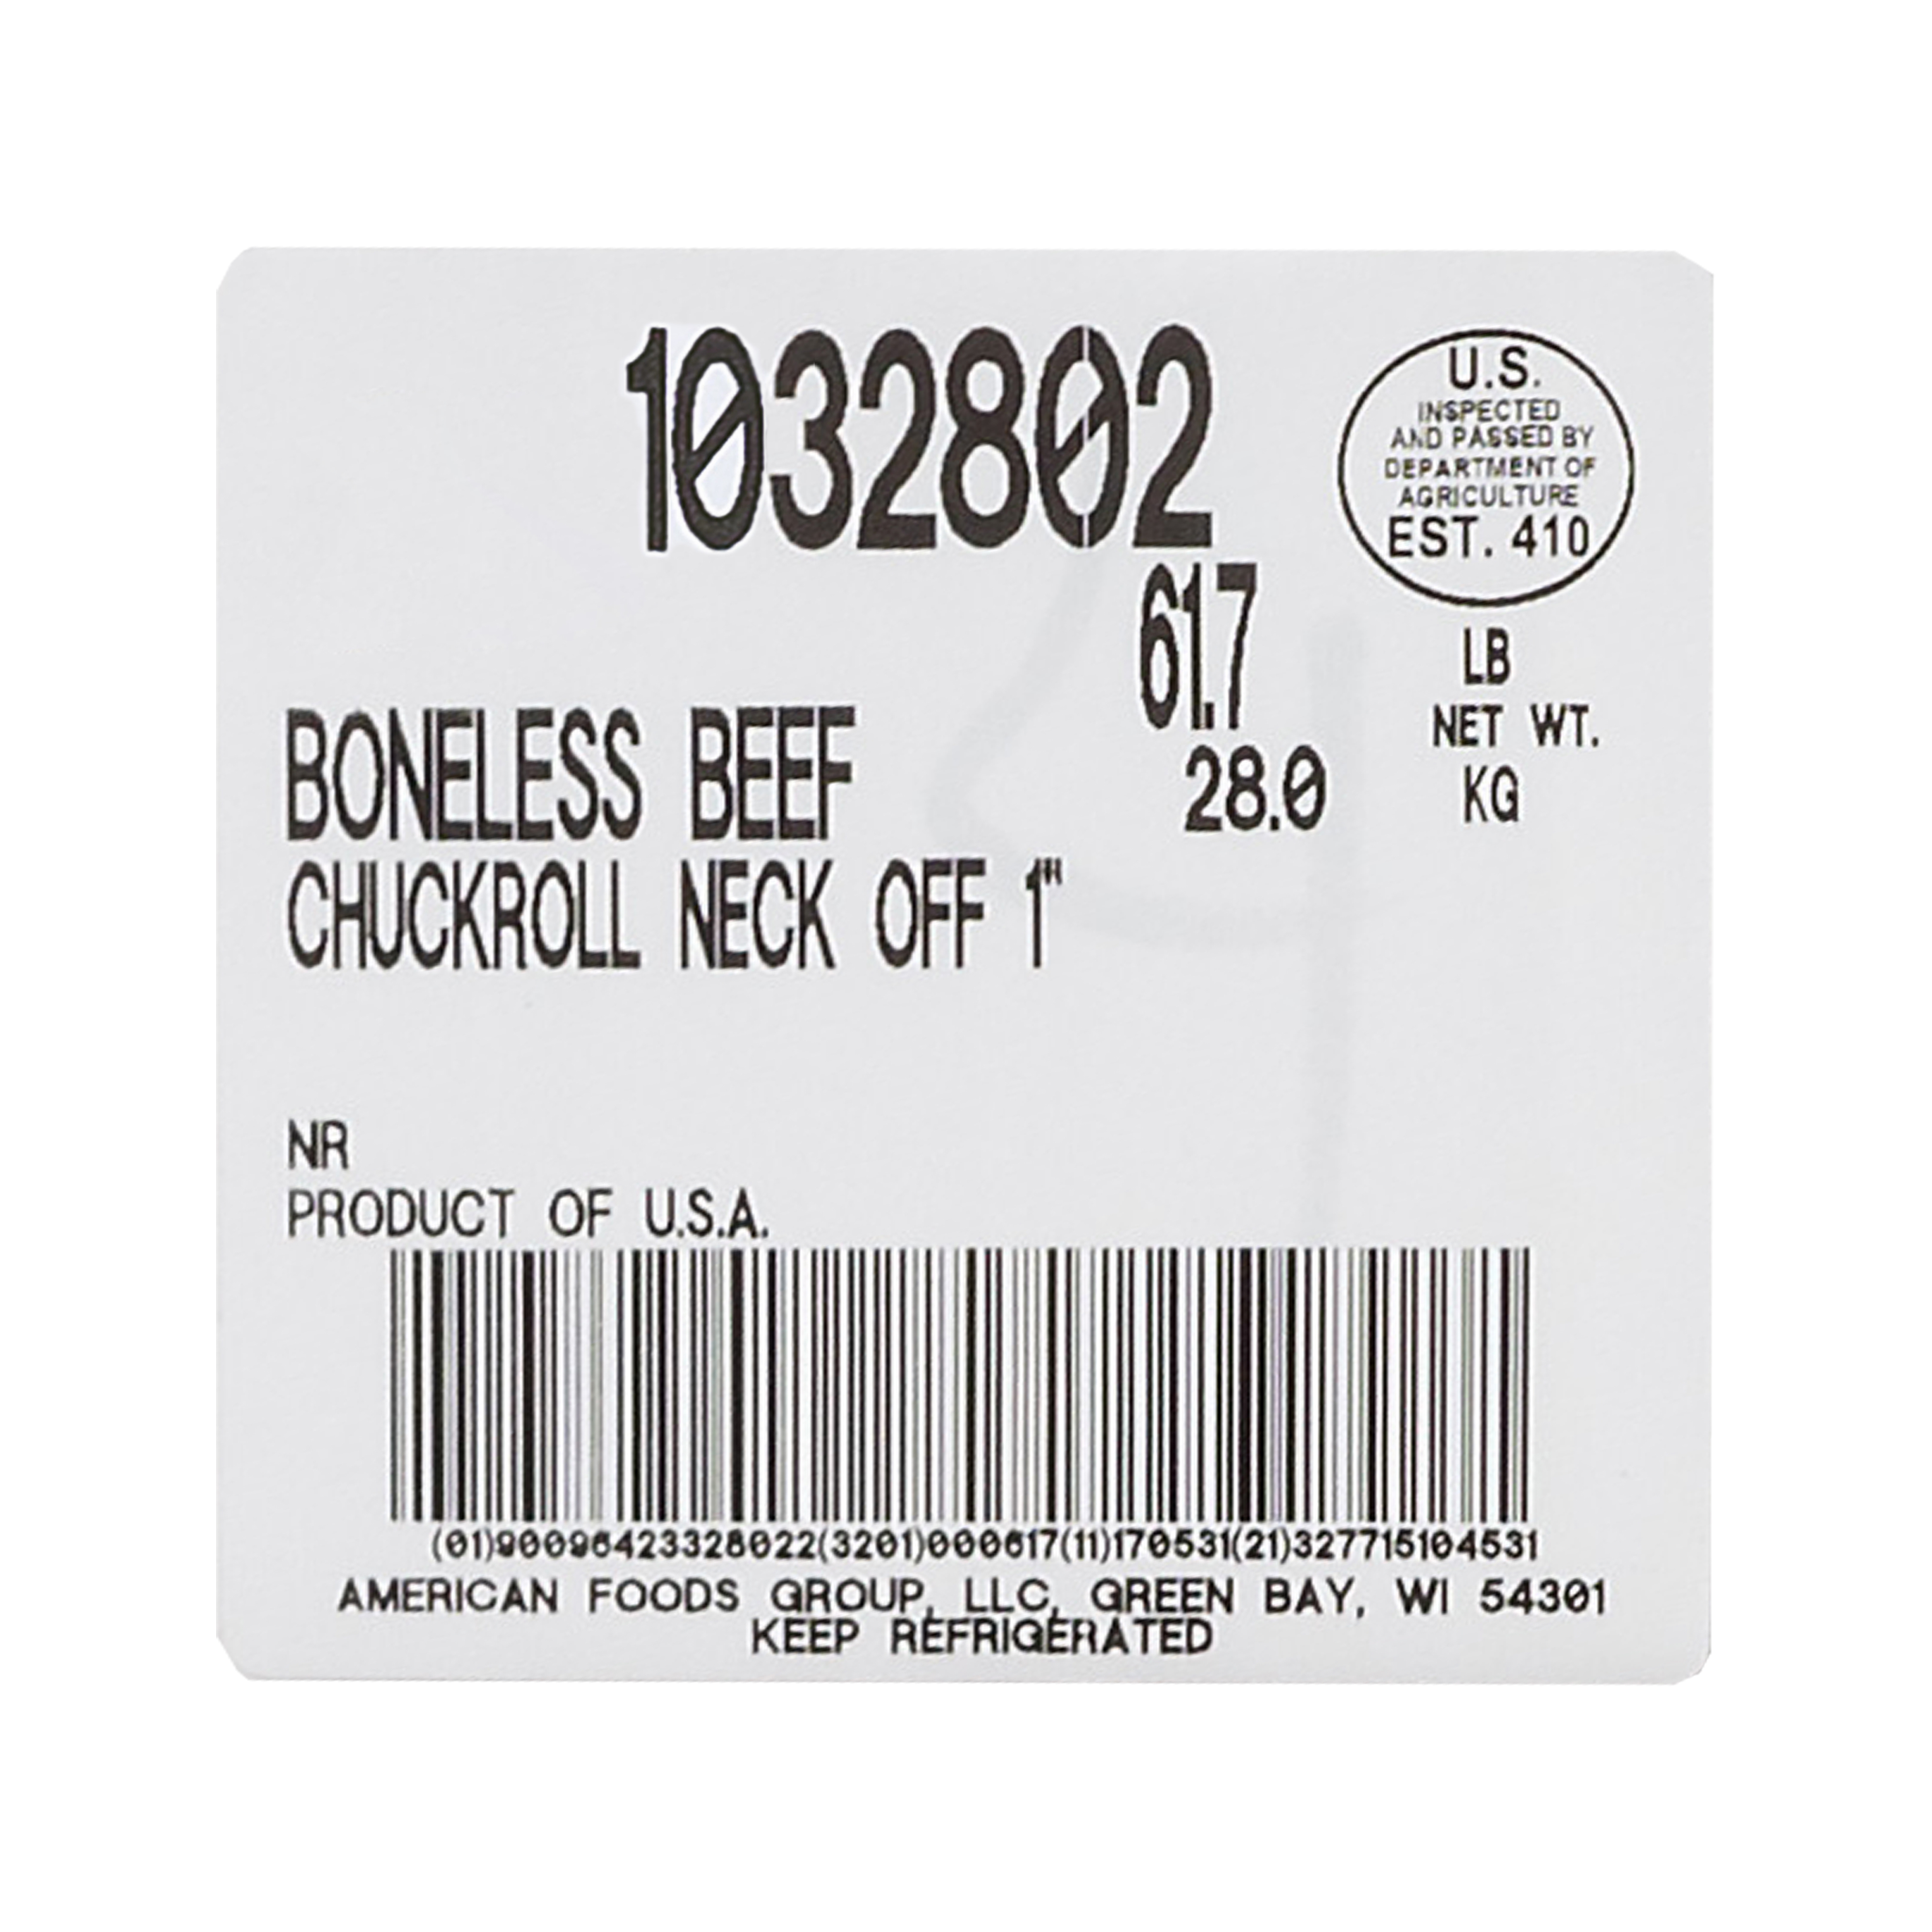 1032802
U.S.
INSPECTED
AND PASSED BY
DEPARTMENT OF
AGRICULTURE
EST. 410
61.7 LB
NET WT.
28.0 KG
BONELESS BEEF
CHUCKROLL NECK OFF 1"
NR
PRODUCT OF U.S.A.
(01)90096423328022(3201)000617(11)170531(21)327715104531
AMERICAN FOODS GROUP, LLC, GREEN BAY, WI 54301
KEEP REFRIGERATED